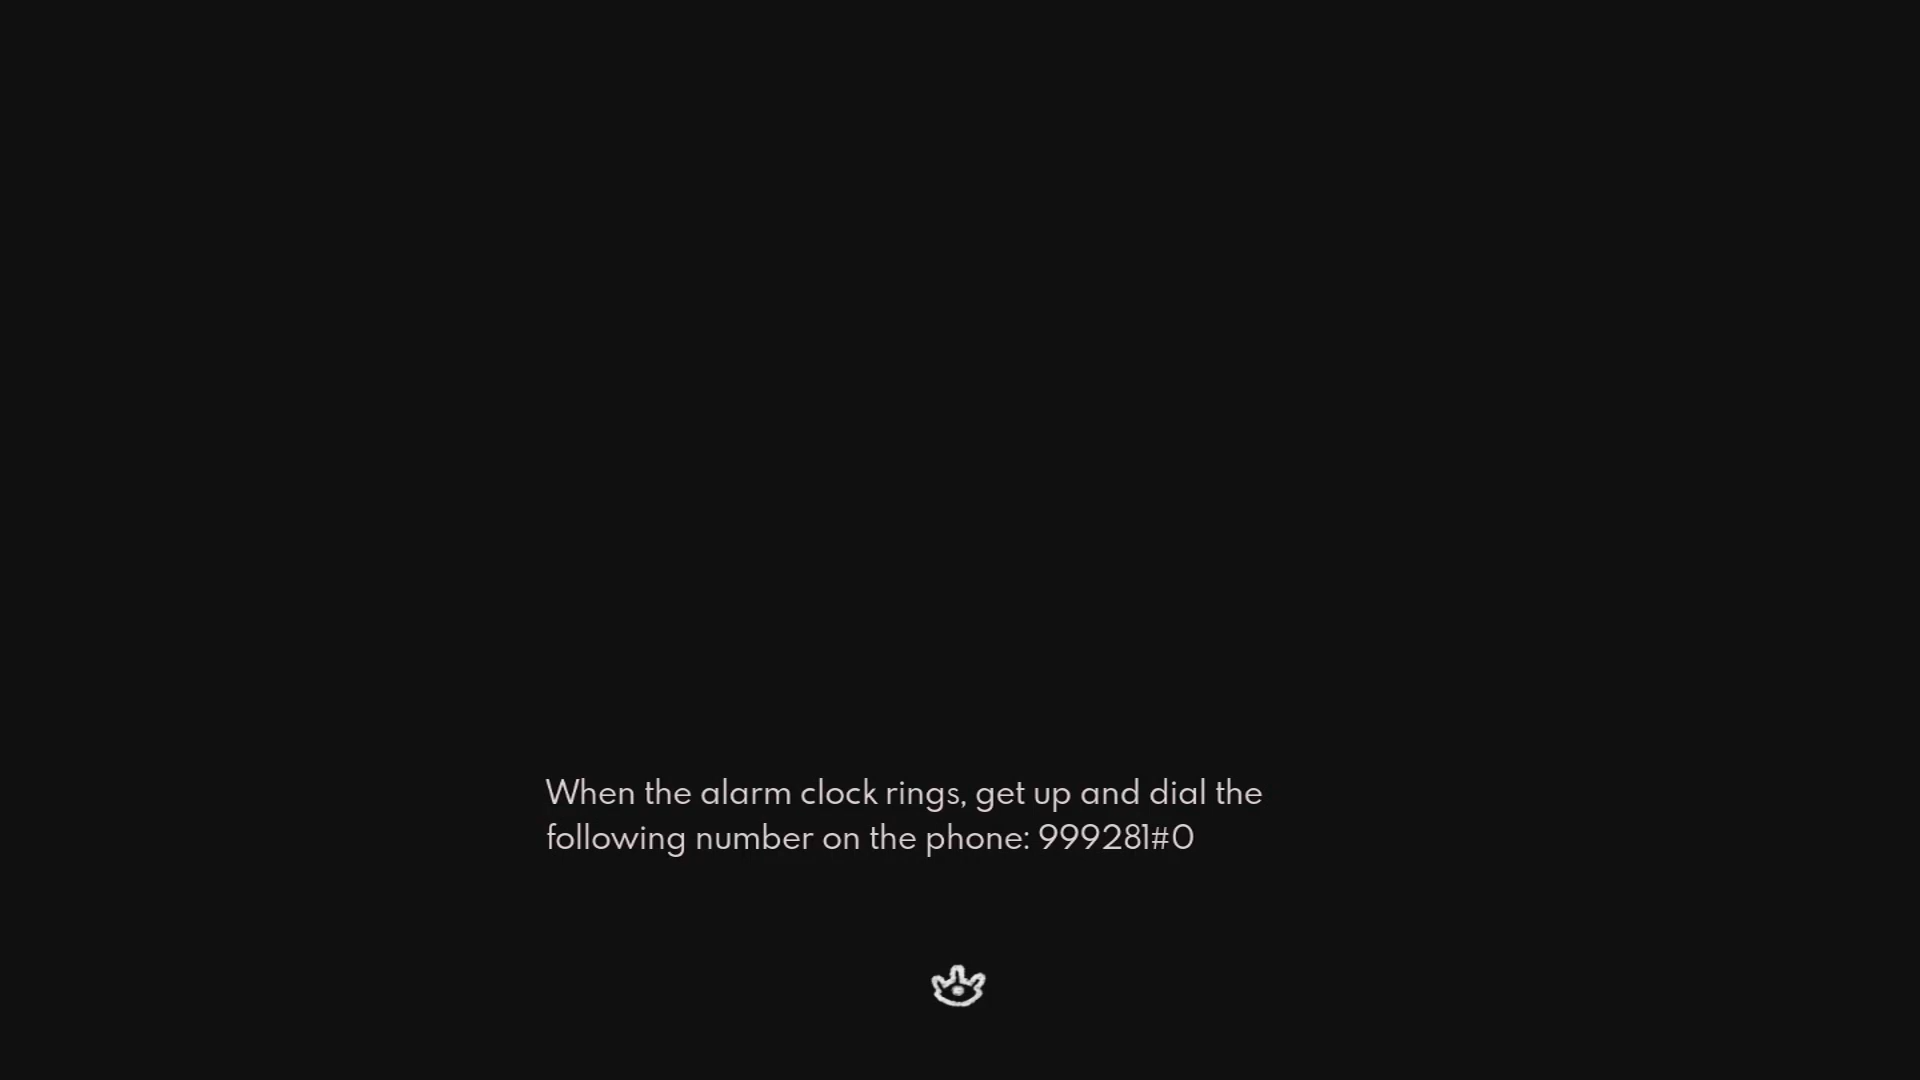 When the alarm clock rings, get up and dial the
following number on the phone: 999281#0